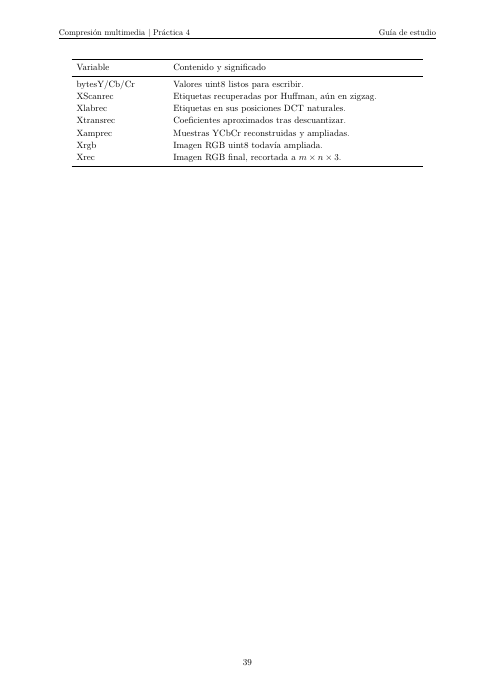 Compresión multimedia | Práctica 4 Guía de estudio
Variable Contenido y significado
bytesY/Cb/Cr Valores uint8 listos para escribir.
XScanrec Etiquetas recuperadas por Huffman, aún en zigzag.
Xlabrec Etiquetas en sus posiciones DCT naturales.
Xtransrec Coeficientes aproximados tras descuantizar.
Xamprec Muestras YCbCr reconstruidas y ampliadas.
Xrgb Imagen RGB uint8 todavía ampliada.
Xrec Imagen RGB final, recortada a m × n × 3.
39